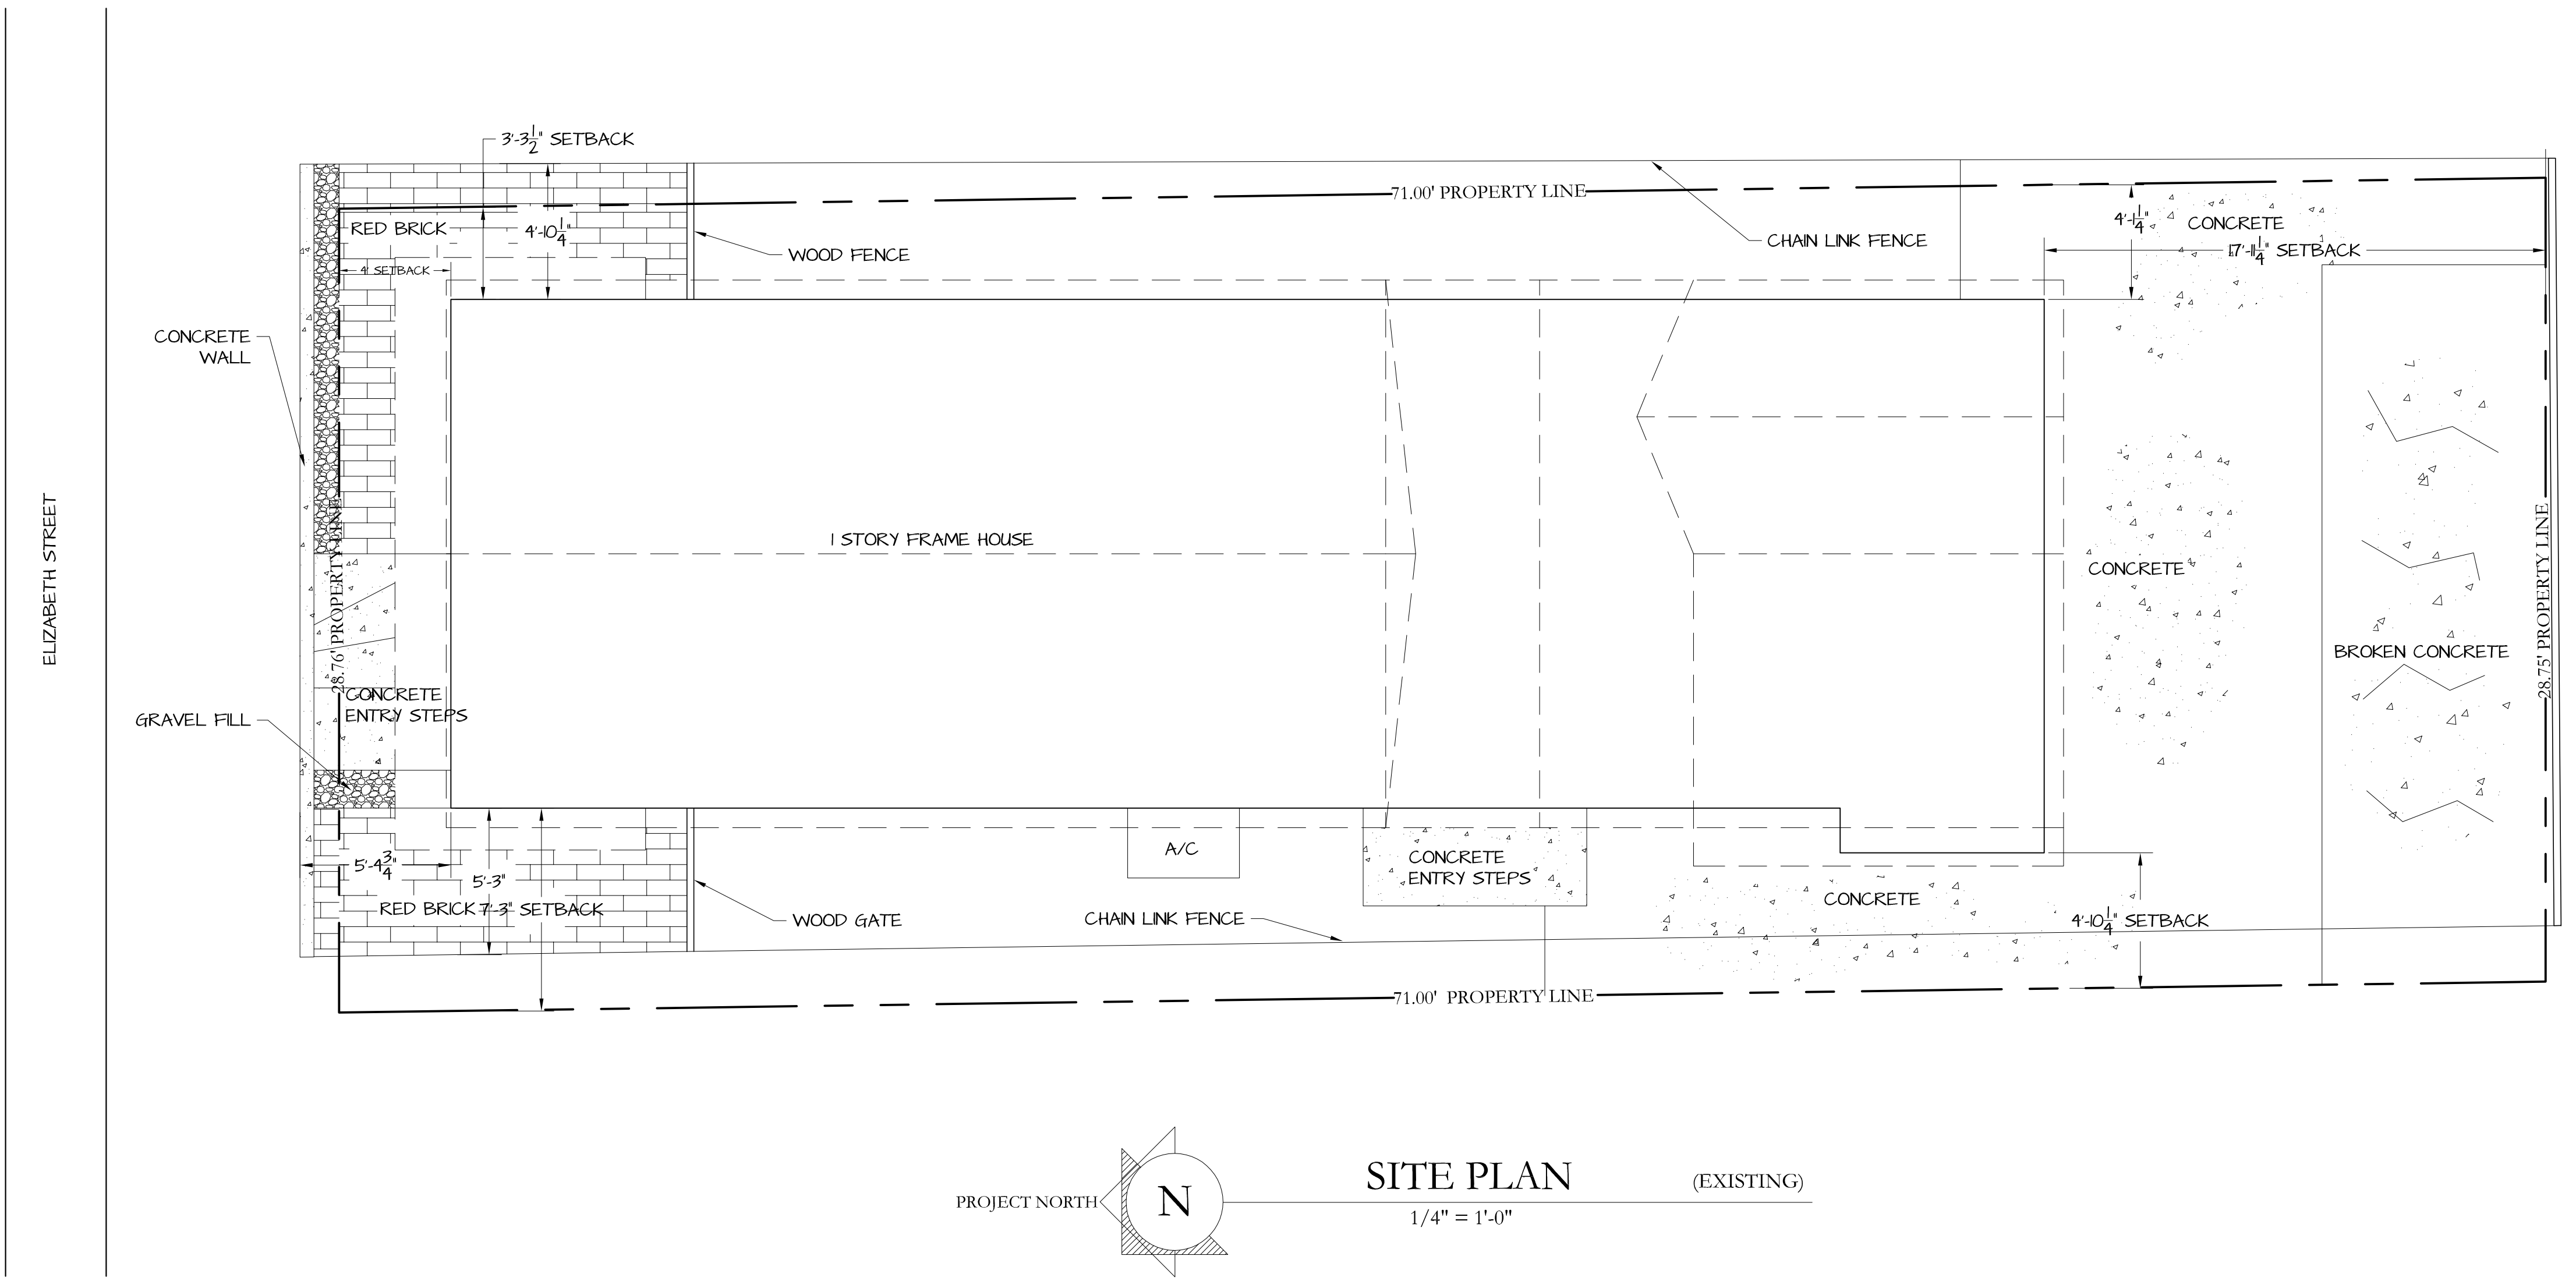 3'-3 1/2" SETBACK
71.00' PROPERTY LINE
RED BRICK
4'-10 1/4"
WOOD FENCE
CHAIN LINK FENCE
4'-1 1/4"
CONCRETE
17'-11 1/4" SETBACK
4' SETBACK
CONCRETE
WALL
ELIZABETH STREET
28.76' PROPERTY LINE
1 STORY FRAME HOUSE
CONCRETE
28.75' PROPERTY LINE
BROKEN CONCRETE
CONCRETE
ENTRY STEPS
GRAVEL FILL
5'-4 3/4"
5'-3"
A/C
CONCRETE
ENTRY STEPS
RED BRICK
7'-3" SETBACK
WOOD GATE
CHAIN LINK FENCE
CONCRETE
4'-10 1/4" SETBACK
71.00' PROPERTY LINE
PROJECT NORTH
N
SITE PLAN
(EXISTING)
1/4" = 1'-0"